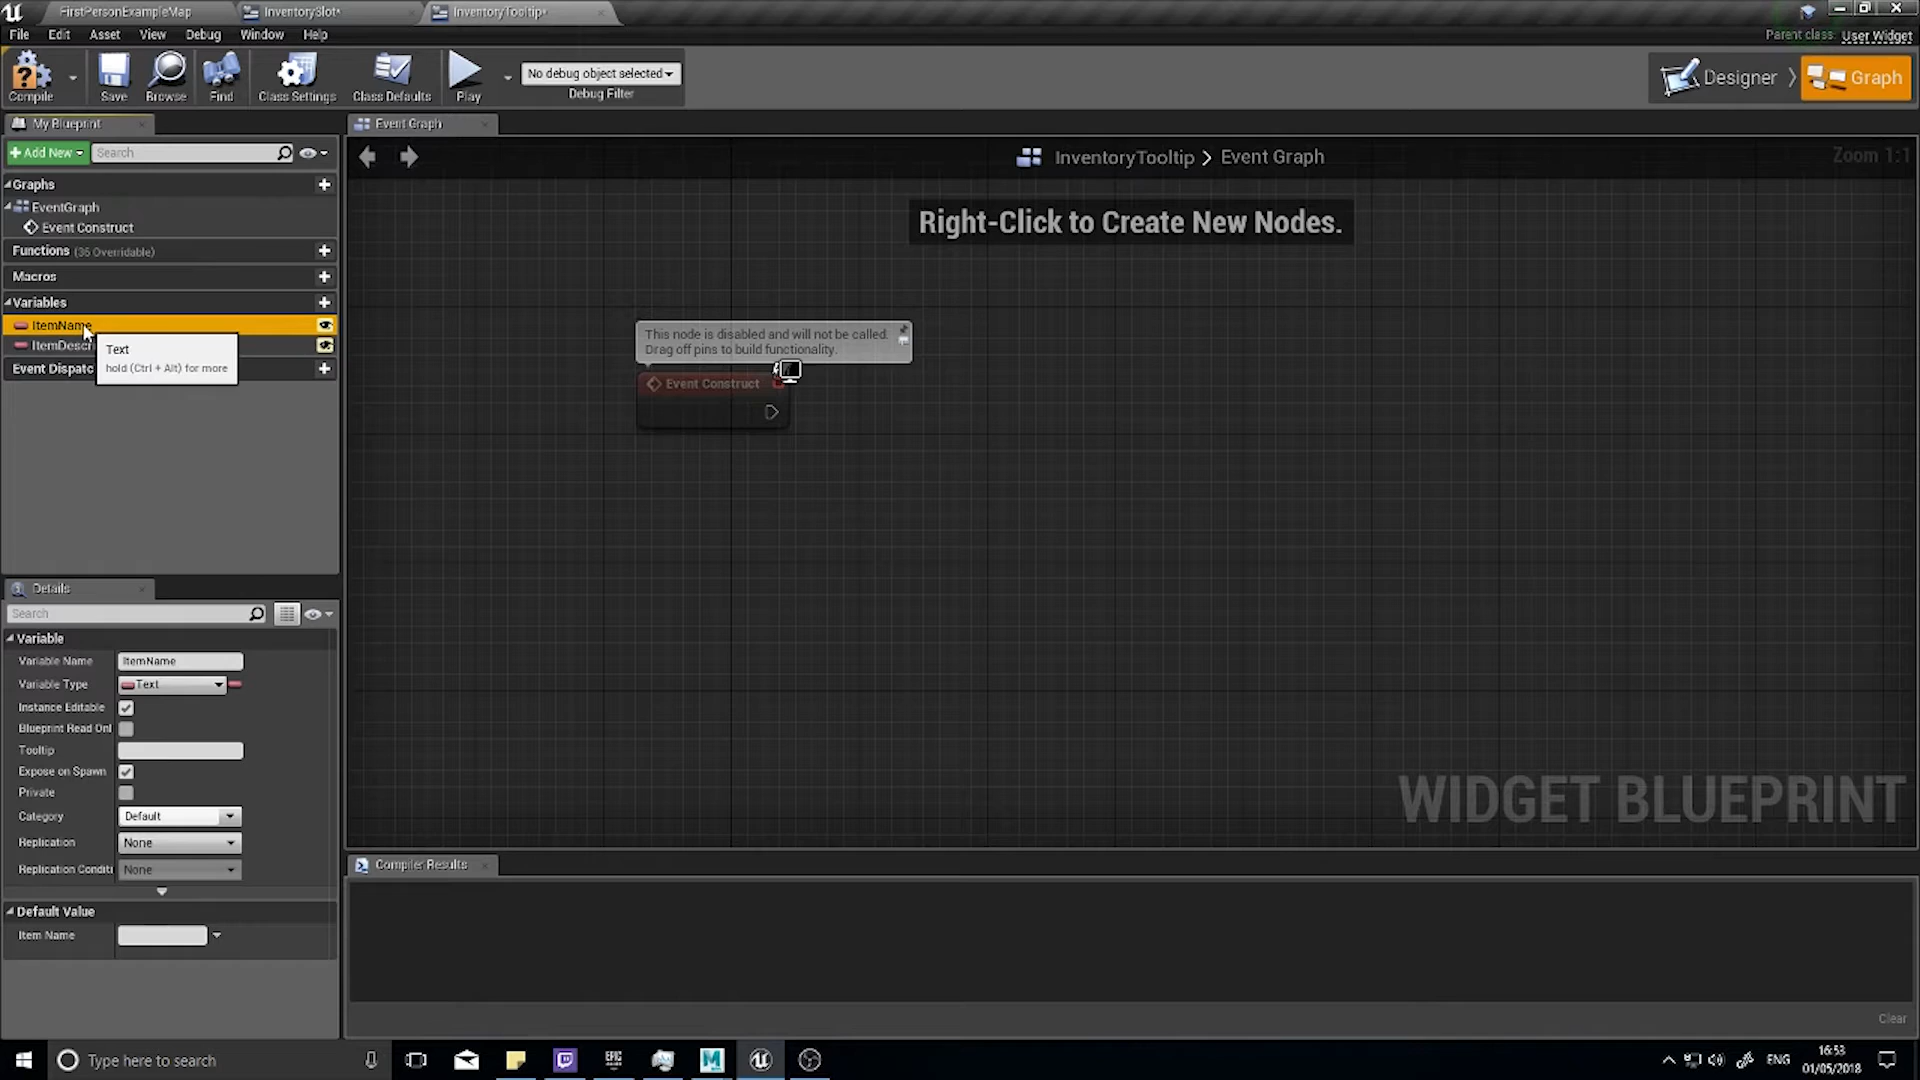 FirstPersonExampleMap
InventorySlot*
InventoryTooltip*
File Edit Asset View Debug Window Help
Parent class: User Widget
Compile
Save
Browse
Find
Class Settings
Class Defaults
Play
No debug object selected
Debug Filter
Designer
Graph
My Blueprint
Event Graph
Add New
Search
InventoryTooltip > Event Graph
Zoom 1:1
Graphs
EventGraph
Event Construct
Functions (35 Overridable)
Macros
Variables
ItemName
ItemDescri
Event Dispatc
Text
hold (Ctrl + Alt) for more
Right-Click to Create New Nodes.
This node is disabled and will not be called.
Drag off pins to build functionality.
Event Construct
WIDGET BLUEPRINT
Details
Search
Variable
Variable Name ItemName
Variable Type Text
Instance Editable
Blueprint Read Onl
Tooltip
Expose on Spawn
Private
Category Default
Replication None
Replication Conditi None
Default Value
Item Name
Compiler Results
Clear
Type here to search
EPIC
ENG
16:53
01/05/2018